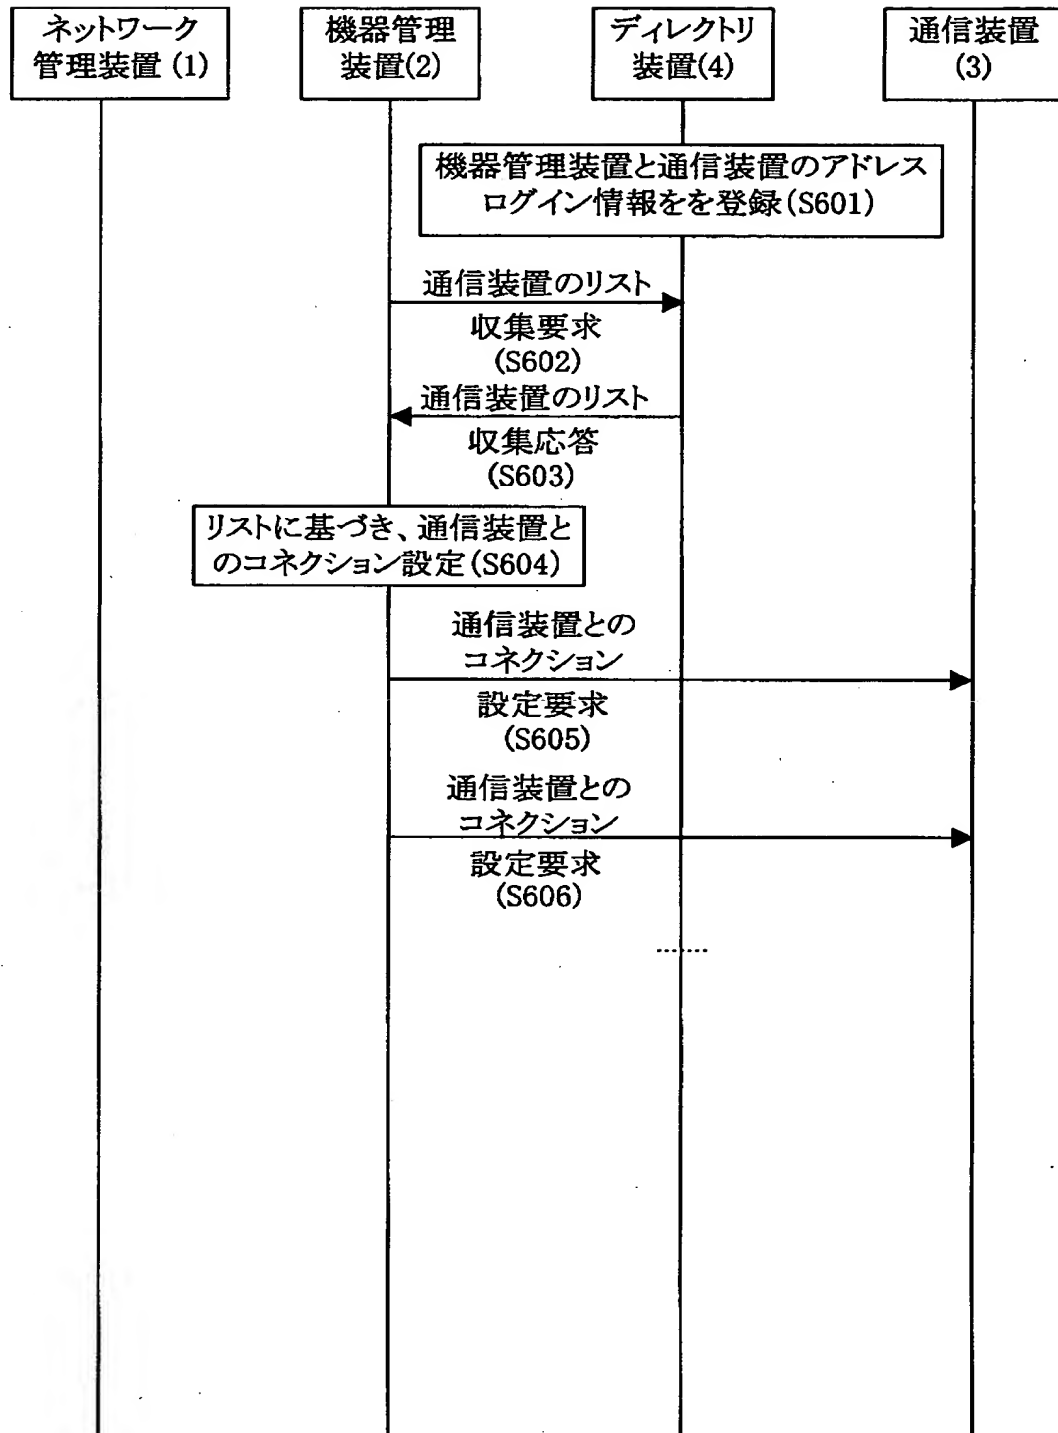 ネットワーク
管理装置 (1)
機器管理
装置(2)
ディレクトリ
装置(4)
通信装置
(3)
機器管理装置と通信装置のアドレス
ログイン情報をを登録(S601)
通信装置のリスト
収集要求
(S602)
通信装置のリスト
収集応答
(S603)
リストに基づき、通信装置と
のコネクション設定(S604)
通信装置との
コネクション
設定要求
(S605)
通信装置との
コネクション
設定要求
(S606)